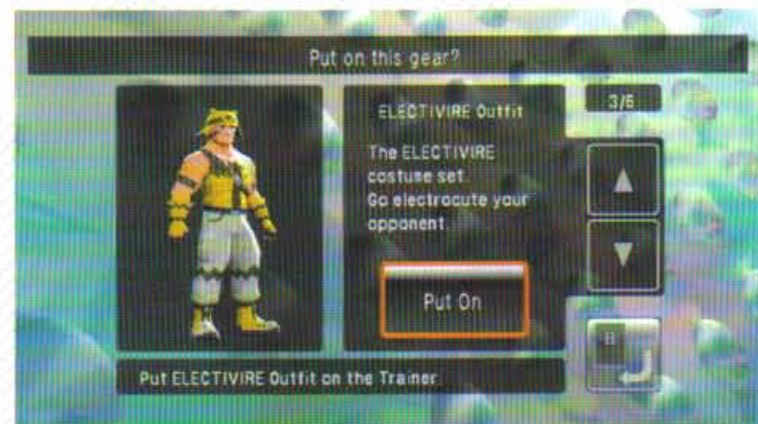 Put on this gear?
ELECTIVIRE Outfit
3/6
The ELECTIVIRE
costume set.
Go electrocute your
opponent.
Put On
B
Put ELECTIVIRE Outfit on the Trainer.